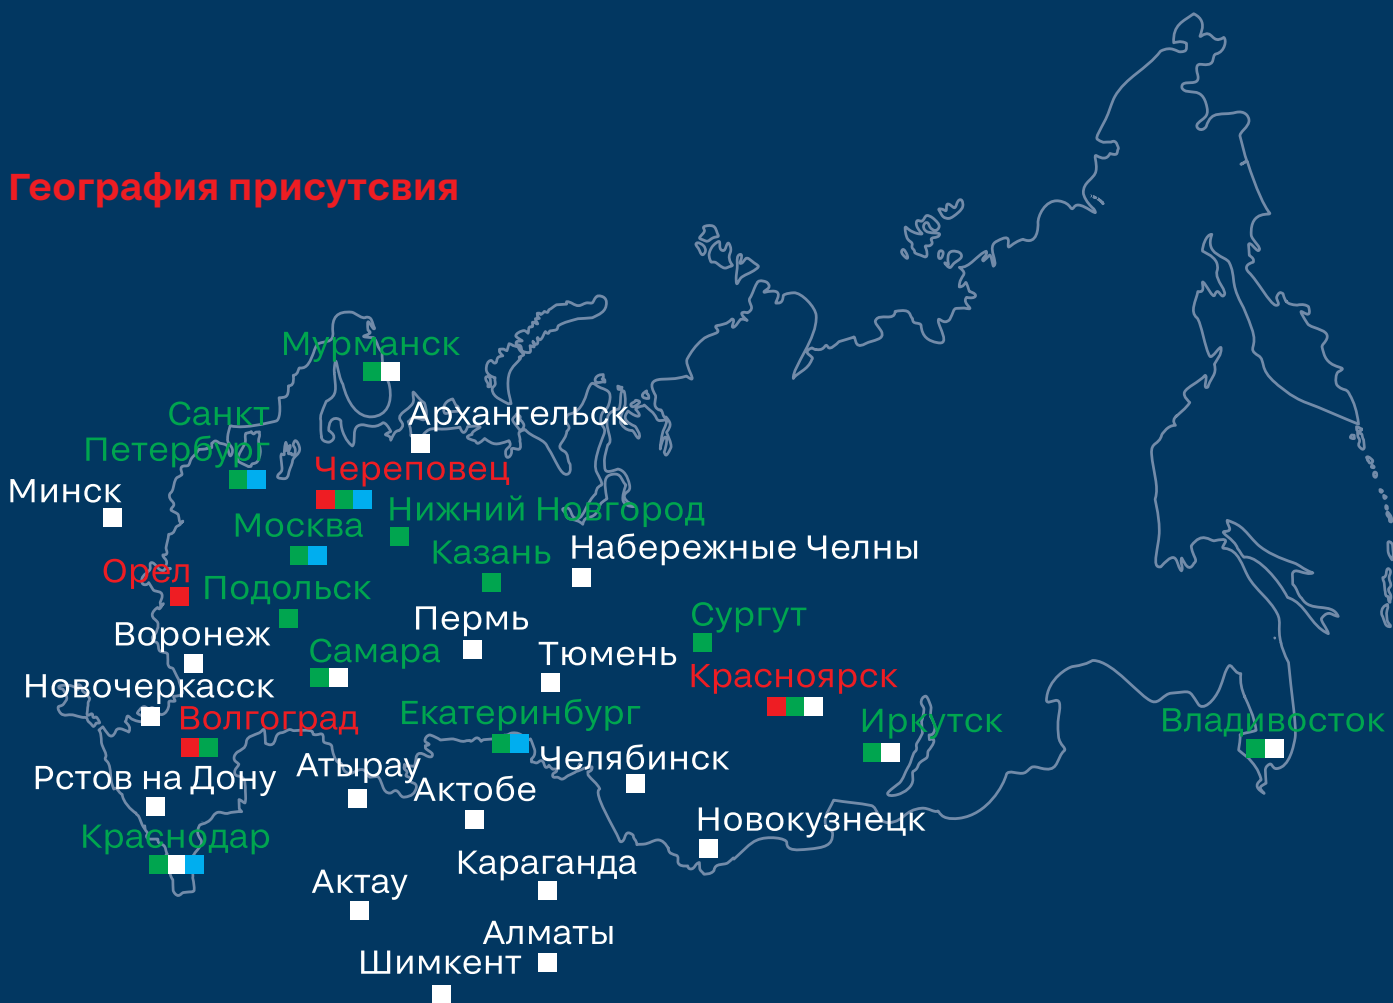 География присутсвия
Мурманск
Санкт
Петербург
Архангельск
Череповец
Минск
Нижний Новгород
Москва
Казань
Набережные Челны
Орел
Подольск
Пермь
Сургут
Воронеж
Самара
Тюмень
Новочеркасск
Красноярск
Волгоград
Екатеринбург
Иркутск
Владивосток
Рстов на Дону
Атырау
Челябинск
Актобе
Новокузнецк
Краснодар
Караганда
Актау
Алматы
Шимкент